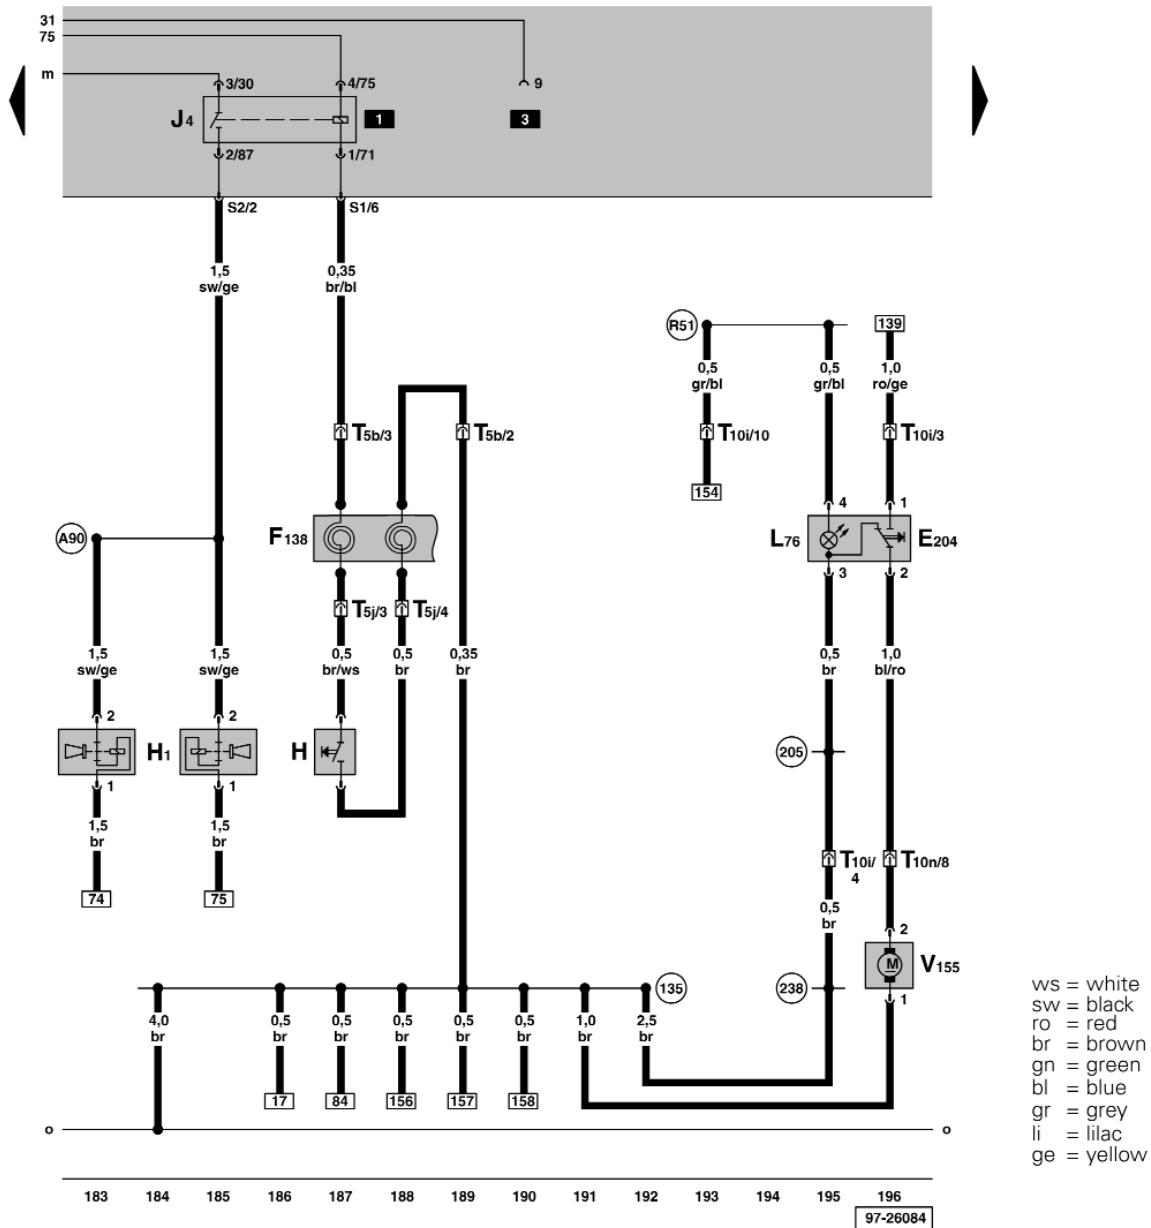 31
75
m
3/30
4/75
9
J4
1
3
2/87
1/71
S2/2
S1/6
1,5
sw/ge
0,35
br/bl
R51
139
0,5
gr/bl
0,5
gr/bl
1,0
ro/ge
T5b/3
T5b/2
T10i/10
T10i/3
154
4
1
A90
F138
L76
E204
3
2
T5j/3
T5j/4
1,5
sw/ge
1,5
sw/ge
0,5
br/ws
0,5
br
0,35
br
0,5
br
1,0
bl/ro
2
2
H1
H
205
1
1
1,5
br
1,5
br
T10i/
4
T10n/8
74
75
0,5
br
2
M
V155
135
238
1
4,0
br
0,5
br
0,5
br
0,5
br
0,5
br
0,5
br
1,0
br
2,5
br
17
84
156
157
158
o
o
183
184
185
186
187
188
189
190
191
192
193
194
195
196
97-26084
ws = white
sw = black
ro = red
br = brown
gn = green
bl = blue
gr = grey
li = lilac
ge = yellow